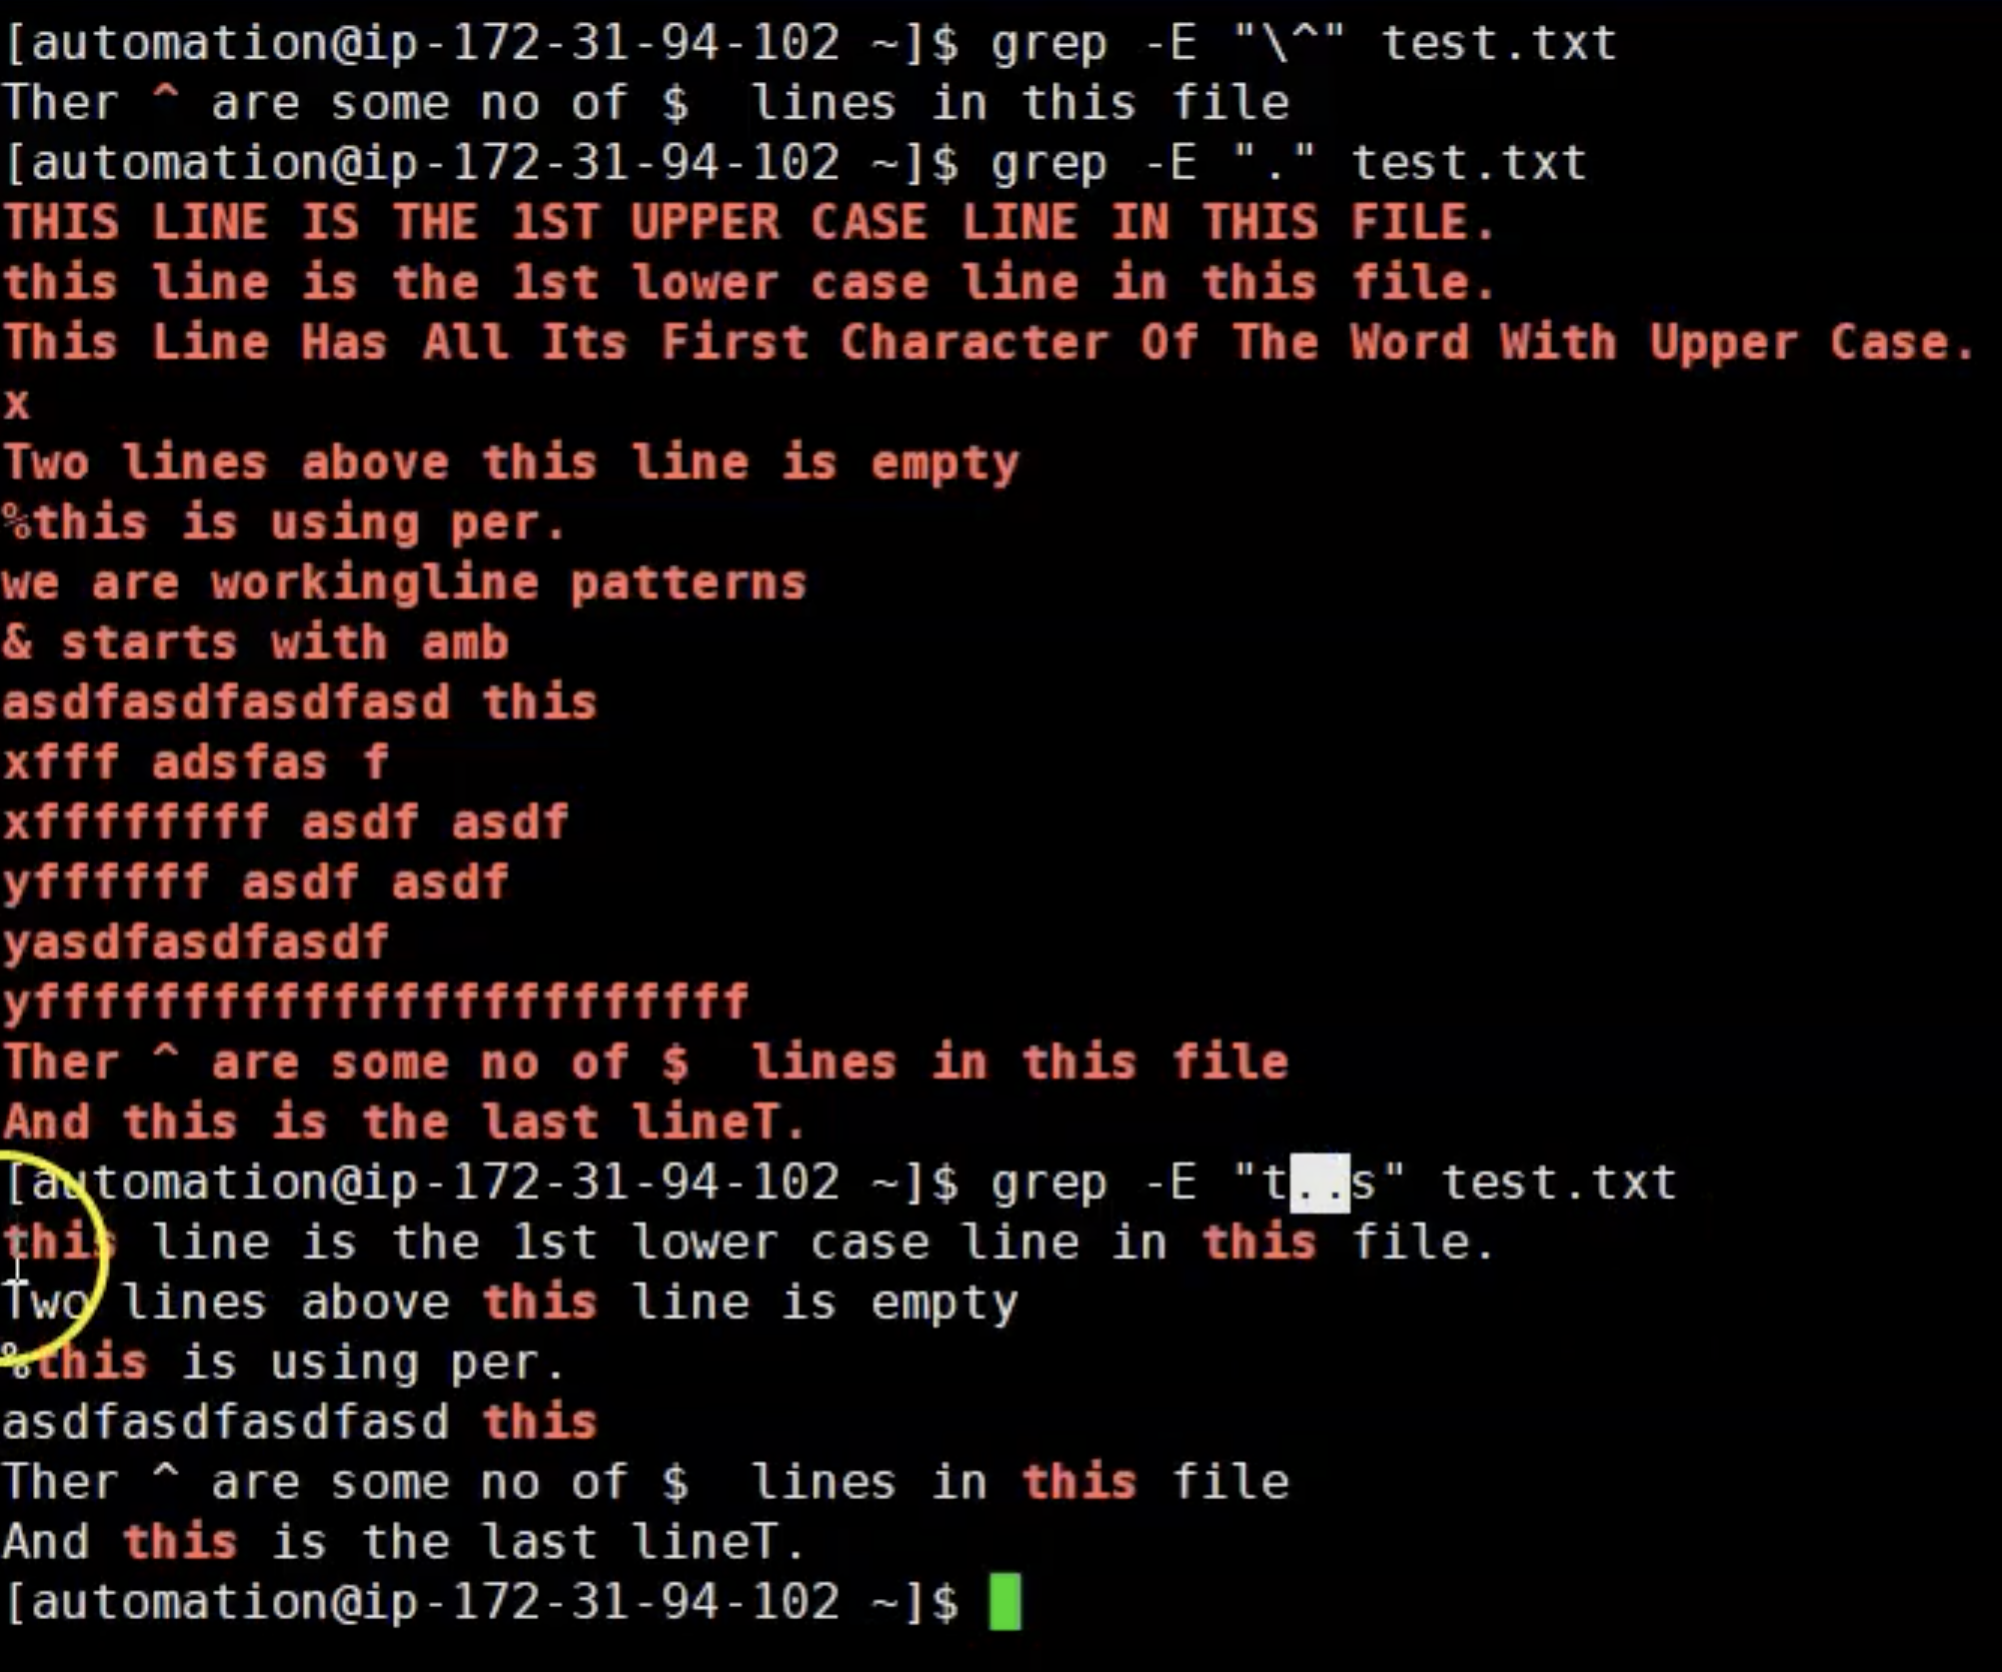 [automation@ip-172-31-94-102 ~]$ grep -E "\^" test.txt
Ther ^ are some no of $  lines in this file
[automation@ip-172-31-94-102 ~]$ grep -E "." test.txt
THIS LINE IS THE 1ST UPPER CASE LINE IN THIS FILE.
this line is the 1st lower case line in this file.
This Line Has All Its First Character Of The Word With Upper Case.
x
Two lines above this line is empty
%this is using per.
we are workingline patterns
& starts with amb
asdfasdfasdfasd this
xfff adsfas f
xffffffff asdf asdf
yffffff asdf asdf
yasdfasdfasdf
yffffffffffffffffffffffff
Ther ^ are some no of $  lines in this file
And this is the last lineT.
[automation@ip-172-31-94-102 ~]$ grep -E "t..s" test.txt
this line is the 1st lower case line in this file.
Two lines above this line is empty
%this is using per.
asdfasdfasdfasd this
Ther ^ are some no of $  lines in this file
And this is the last lineT.
[automation@ip-172-31-94-102 ~]$